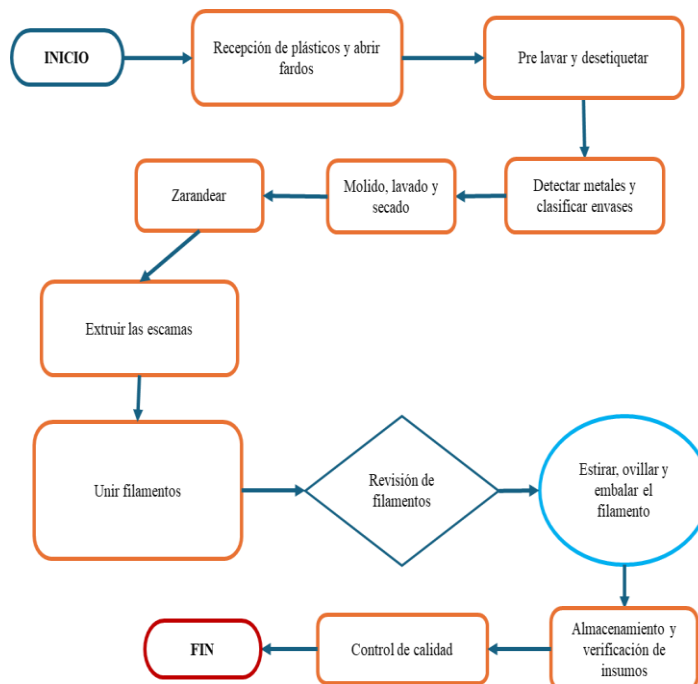 INICIO
Recepción de plásticos y abrir
fardos
Pre lavar y desetiquetar
Detectar metales y
clasificar envases
Molido, lavado y
secado
Zarandear
Extruir las escamas
Unir filamentos
Revisión de
filamentos
Estirar, ovillar y
embalar el
filamento
Almacenamiento y
verificación de
insumos
Control de calidad
FIN